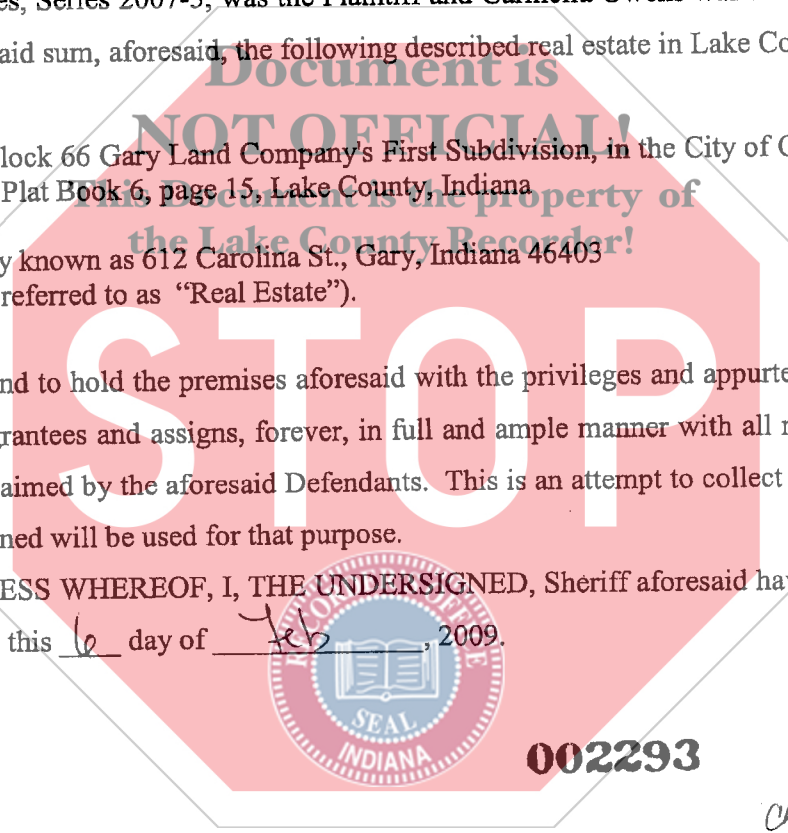 es, Series 2007-3, was the Plaintiff and Carmella Owens was
aid sum, aforesaid, the following described real estate in Lake Co
Document is
NOT OFFICIAL!
lock 66 Gary Land Company's First Subdivision, in the City of G
Plat Book 6, page 15, Lake County, Indiana
This Document is the property of
the Lake County Recorder!
y known as 612 Carolina St., Gary, Indiana 46403
referred to as “Real Estate”).
STOP
nd to hold the premises aforesaid with the privileges and appurte
rantees and assigns, forever, in full and ample manner with all r
aimed by the aforesaid Defendants. This is an attempt to collect
ned will be used for that purpose.
ESS WHEREOF, I, THE UNDERSIGNED, Sheriff aforesaid hav
this 6 day of Feb, 2009.
RECORDER'S OFFICE
SEAL
INDIANA
002293